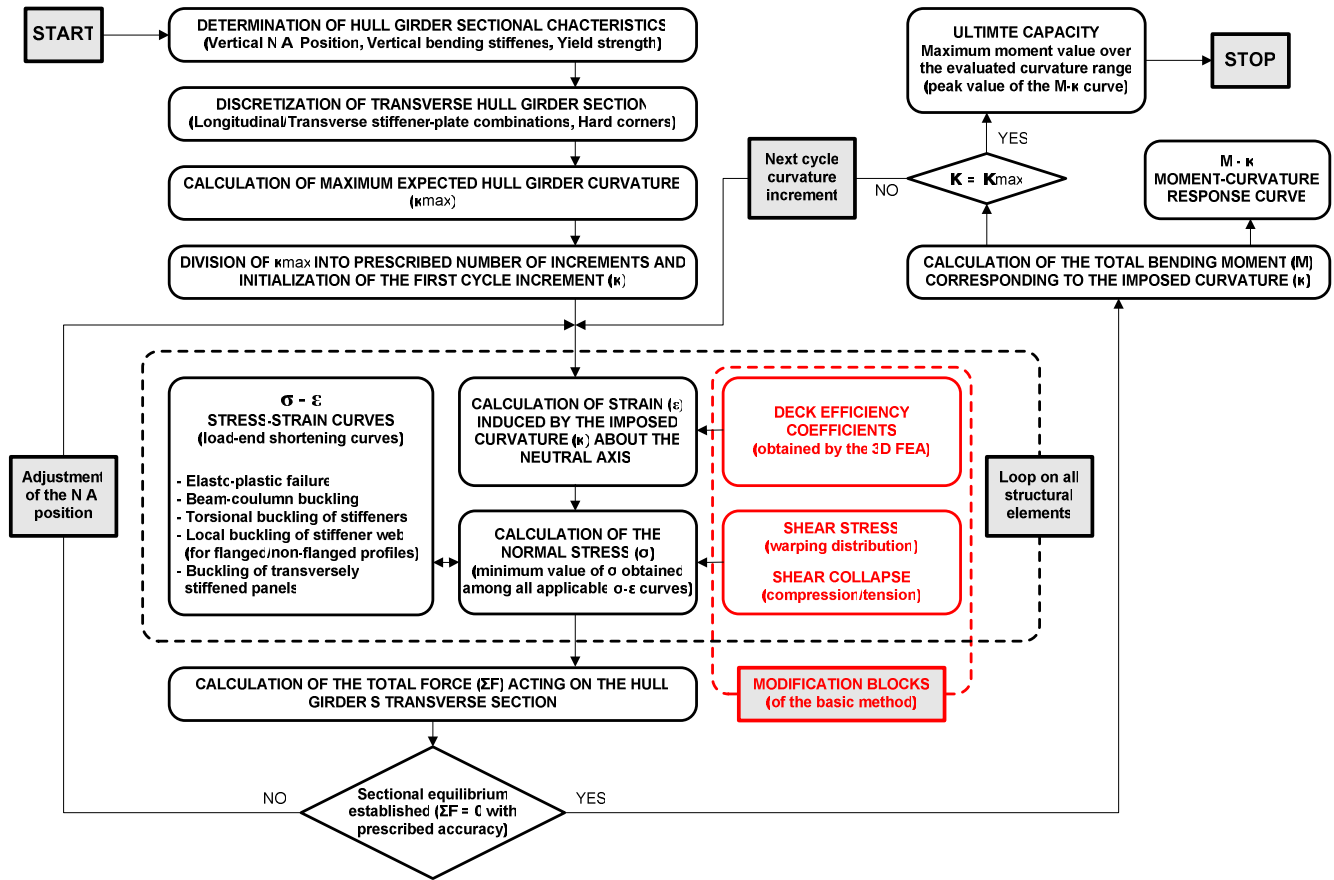 START
DETERMINATION OF HULL GIRDER SECTIONAL CHACTERISTICS
(Vertical N A Position, Vertical bending stiffenes, Yield strength)
DISCRETIZATION OF TRANSVERSE HULL GIRDER SECTION
(Longitudinal/Transverse stiffener-plate combinations, Hard corners)
CALCULATION OF MAXIMUM EXPECTED HULL GIRDER CURVATURE
(κmax)
DIVISION OF κmax INTO PRESCRIBED NUMBER OF INCREMENTS AND
INITIALIZATION OF THE FIRST CYCLE INCREMENT (κ)
ULTIMTE CAPACITY
Maximum moment value over
the evaluated curvature range
(peak value of the M-κ curve)
STOP
YES
Next cycle
curvature
increment
NO
κ = κmax
M - κ
MOMENT-CURVATURE
RESPONSE CURVE
CALCULATION OF THE TOTAL BENDING MOMENT (M)
CORRESPONDING TO THE IMPOSED CURVATURE (κ)
σ - ε
STRESS-STRAIN CURVES
(load-end shortening curves)
- Elasto-plastic failure
- Beam-coulumn buckling
- Torsional buckling of stiffeners
- Local buckling of stiffener web
(for flanged/non-flanged profiles)
- Buckling of transversely
stiffened panels
CALCULATION OF STRAIN (ε)
INDUCED BY THE IMPOSED
CURVATURE (κ) ABOUT THE
NEUTRAL AXIS
CALCULATION OF THE
NORMAL STRESS (σ)
(minimum value of σ obtained
among all applicable σ-ε curves)
DECK EFFICIENCY
COEFFICIENTS
(obtained by the 3D FEA)
SHEAR STRESS
(warping distribution)
SHEAR COLLAPSE
(compression/tension)
Adjustment
of the N A
position
Loop on all
structural
elements
CALCULATION OF THE TOTAL FORCE (ΣF) ACTING ON THE HULL
GIRDER S TRANSVERSE SECTION
MODIFICATION BLOCKS
(of the basic method)
NO
Sectional equilibrium
established (ΣF = 0 with
prescribed accuracy)
YES